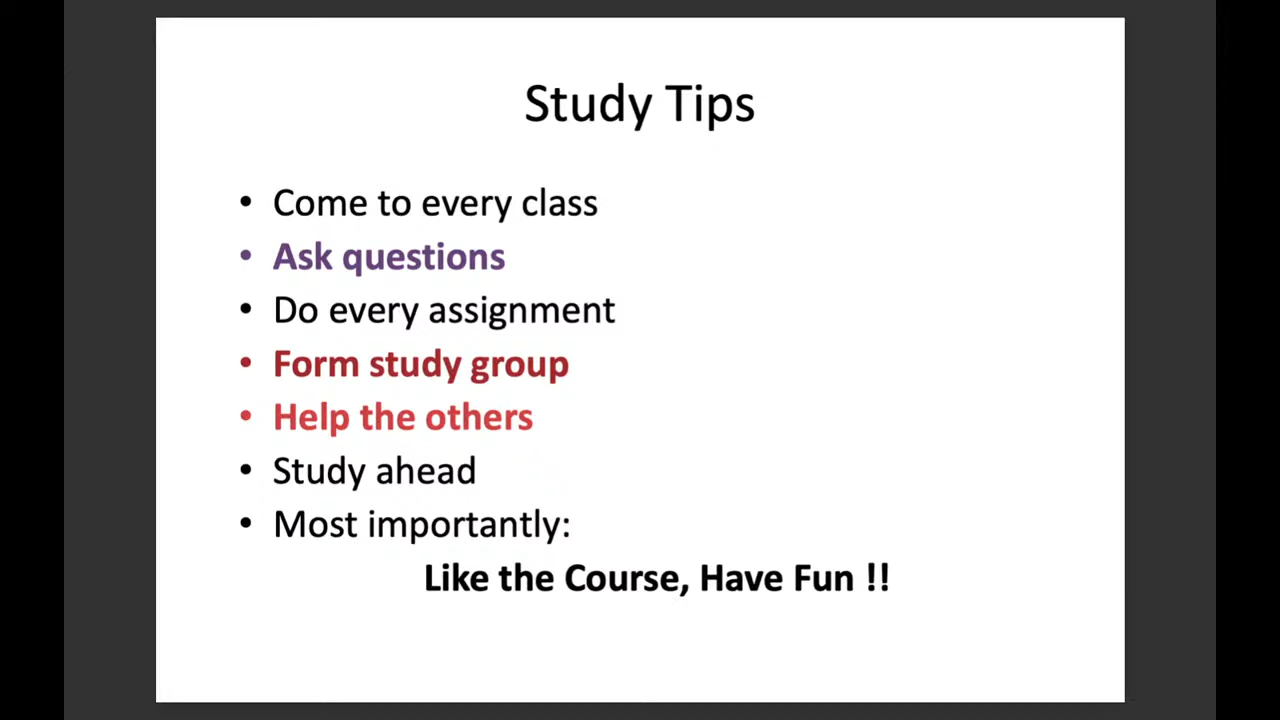 Study Tips
• Come to every class
• Ask questions
• Do every assignment
• Form study group
• Help the others
• Study ahead
• Most importantly:
Like the Course, Have Fun !!